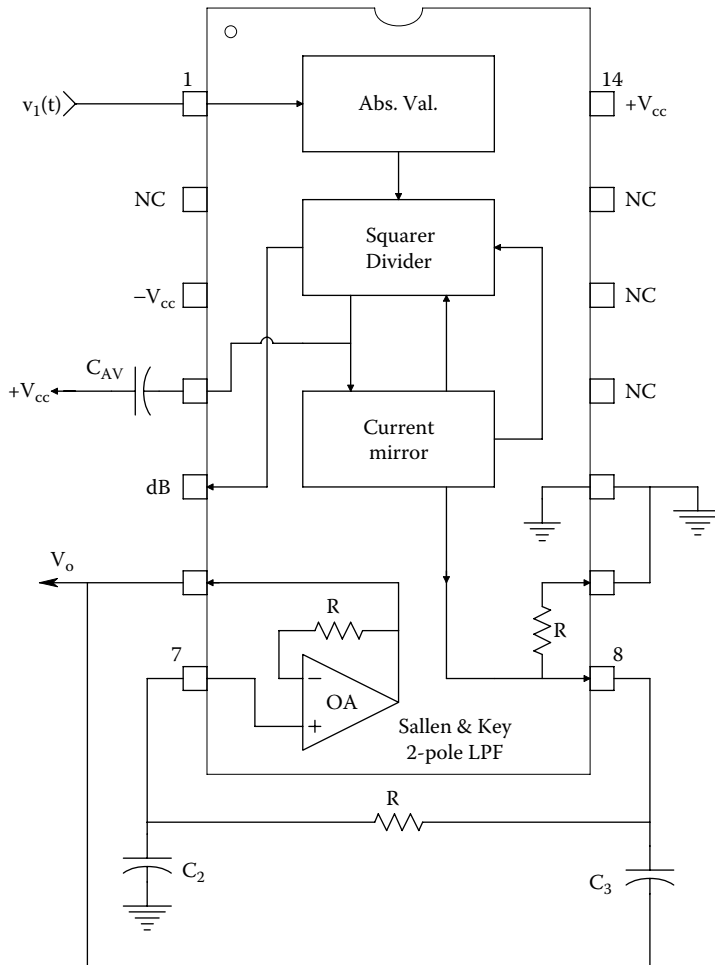 1
14
v1(t)
Abs. Val.
+Vcc
NC
NC
Squarer
Divider
–Vcc
NC
CAV
+Vcc
NC
Current
mirror
dB
Vo
R
R
7
8
–
OA
+
Sallen & Key
2-pole LPF
R
C2
C3